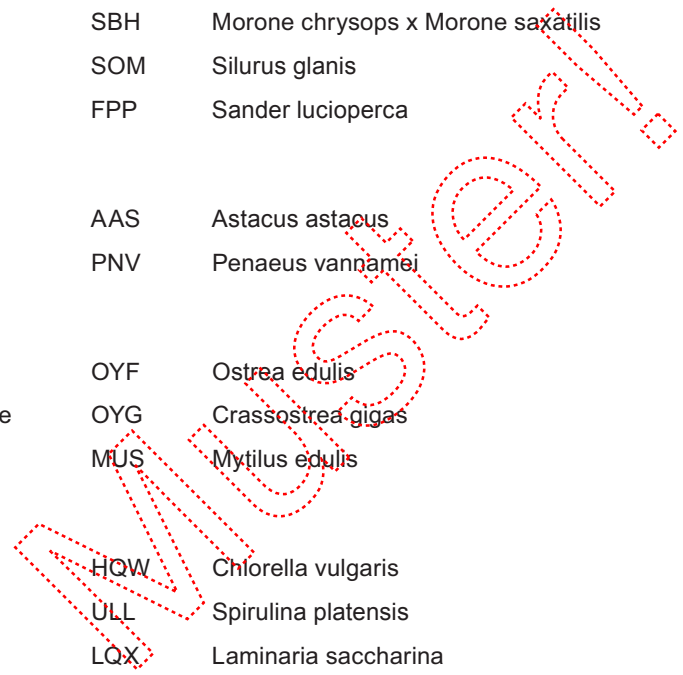 SBH Morone chrysops x Morone saxatilis
SOM Silurus glanis
FPP Sander lucioperca
AAS Astacus astacus
PNV Penaeus vannamei
OYF Ostrea edulis
e OYG Crassostrea gigas
MUS Mytilus edulis
HQW Chlorella vulgaris
ULL Spirulina platensis
LQX Laminaria saccharina
Muster!